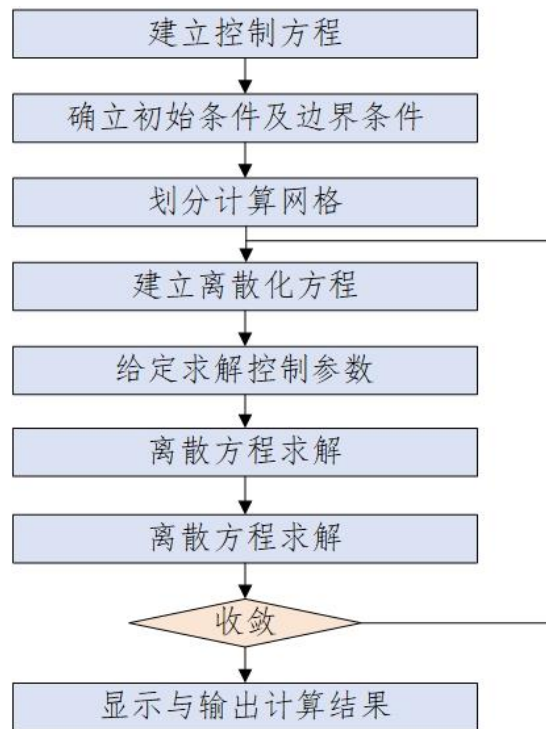 建立控制方程
确立初始条件及边界条件
划分计算网格
建立离散化方程
给定求解控制参数
离散方程求解
离散方程求解
收敛
显示与输出计算结果